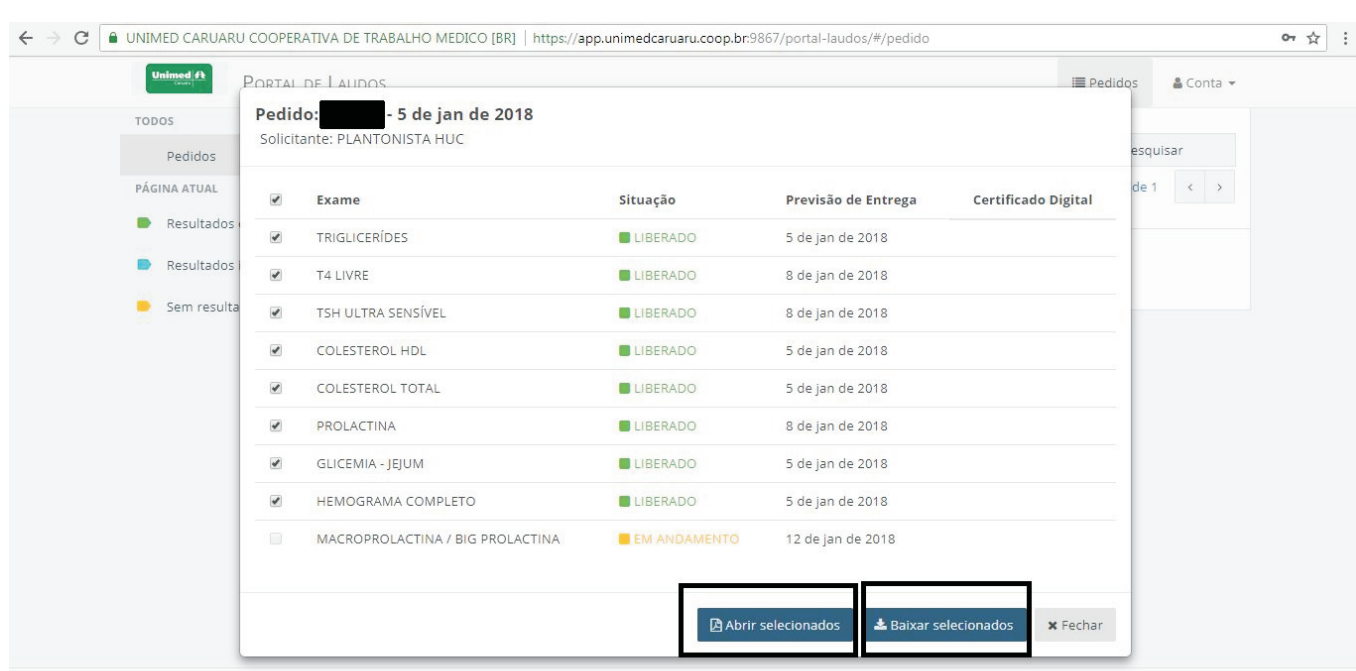 UNIMED CARUARU COOPERATIVA DE TRABALHO MEDICO [BR] https://app.unimedcaruaru.coop.br:9867/portal-laudos/#/pedido
Unimed
PORTAL DE LAUDOS
Pedidos
Conta
TODOS
Pedidos
PÁGINA ATUAL
Resultados
Resultados
Sem resulta
esquisar
de 1
Pedido: - 5 de jan de 2018
Solicitante: PLANTONISTA HUC
Exame Situação Previsão de Entrega Certificado Digital
TRIGLICERÍDES LIBERADO 5 de jan de 2018
T4 LIVRE LIBERADO 8 de jan de 2018
TSH ULTRA SENSÍVEL LIBERADO 8 de jan de 2018
COLESTEROL HDL LIBERADO 5 de jan de 2018
COLESTEROL TOTAL LIBERADO 5 de jan de 2018
PROLACTINA LIBERADO 8 de jan de 2018
GLICEMIA - JEJUM LIBERADO 5 de jan de 2018
HEMOGRAMA COMPLETO LIBERADO 5 de jan de 2018
MACROPROLACTINA / BIG PROLACTINA EM ANDAMENTO 12 de jan de 2018
Abrir selecionados
Baixar selecionados
Fechar